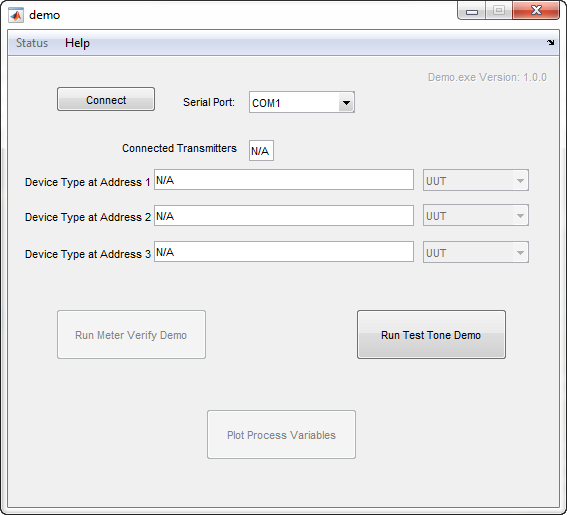 demo
Status Help
Demo.exe Version: 1.0.0
Connect Serial Port: COM1
Connected Transmitters N/A
Device Type at Address 1 N/A UUT
Device Type at Address 2 N/A UUT
Device Type at Address 3 N/A UUT
Run Meter Verify Demo Run Test Tone Demo
Plot Process Variables